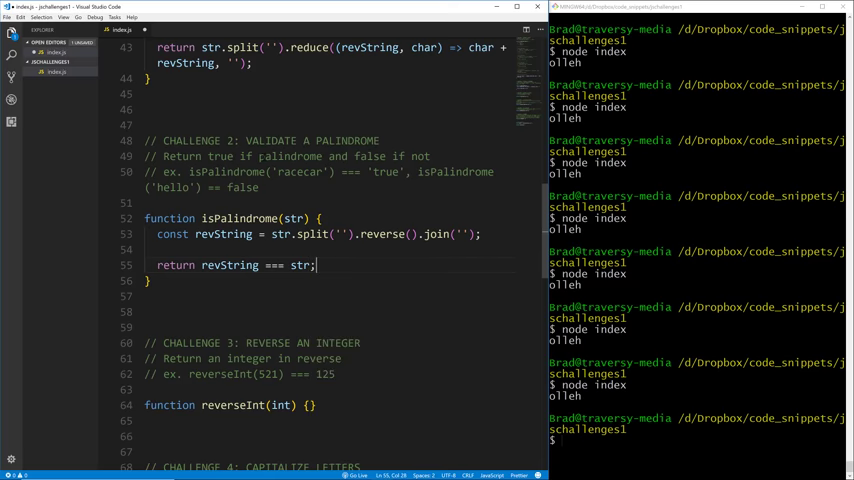 index.js - jschallenges1 - Visual Studio Code
File Edit Selection View Go Debug Tasks Help
EXPLORER
OPEN EDITORS 1 UNSAVED
index.js
JSCHALLENGES1
index.js
index.js
43 return str.split('').reduce((revString, char) => char +
revString, '');
44 }
45
46
47
48 // CHALLENGE 2: VALIDATE A PALINDROME
49 // Return true if palindrome and false if not
50 // ex. isPalindrome('racecar') === 'true', isPalindrome
('hello') == false
51
52 function isPalindrome(str) {
53 const revString = str.split('').reverse().join('');
54
55 return revString === str;
56 }
57
58
59
60 // CHALLENGE 3: REVERSE AN INTEGER
61 // Return an integer in reverse
62 // ex. reverseInt(521) === 125
63
64 function reverseInt(int) {}
65
66
67
68 // CHALLENGE 4: CAPITALIZE LETTERS
0 0
Go Live Ln 55, Col 28 Spaces: 2 UTF-8 CRLF JavaScript Prettier
MINGW64:/d/Dropbox/code_snippets/jschallenges1
Brad@traversy-media /d/Dropbox/code_snippets/j
schallenges1
$ node index
olleh
Brad@traversy-media /d/Dropbox/code_snippets/j
schallenges1
$ node index
olleh
Brad@traversy-media /d/Dropbox/code_snippets/j
schallenges1
$ node index
olleh
Brad@traversy-media /d/Dropbox/code_snippets/j
schallenges1
$ node index
olleh
Brad@traversy-media /d/Dropbox/code_snippets/j
schallenges1
$ node index
olleh
Brad@traversy-media /d/Dropbox/code_snippets/j
schallenges1
$ node index
olleh
Brad@traversy-media /d/Dropbox/code_snippets/j
schallenges1
$ node index
olleh
Brad@traversy-media /d/Dropbox/code_snippets/j
schallenges1
$